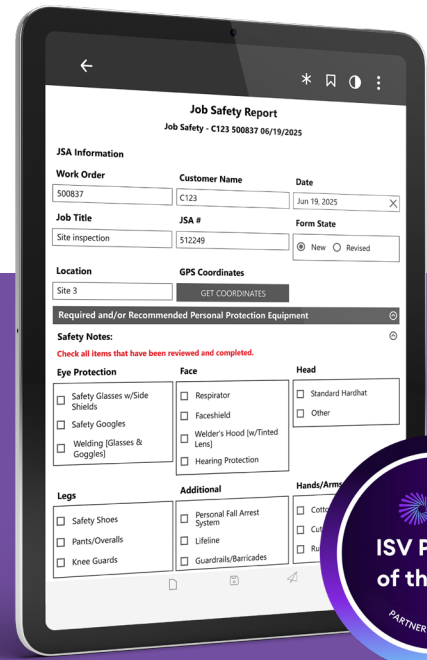 Job Safety Report
Job Safety - C123 500837 06/19/2025
JSA Information
Work Order
500837
Customer Name
C123
Date
Jun 19, 2025
Job Title
Site inspection
JSA #
512249
Form State
New
Revised
Location
Site 3
GPS Coordinates
GET COORDINATES
Required and/or Recommended Personal Protection Equipment
Safety Notes:
Check all items that have been reviewed and completed.
Eye Protection
Safety Glasses w/Side
Shields
Safety Googles
Welding [Glasses &
Goggles]
Face
Respirator
Faceshield
Welder's Hood [w/Tinted
Lens]
Hearing Protection
Head
Standard Hardhat
Other
Legs
Safety Shoes
Pants/Overalls
Knee Guards
Additional
Personal Fall Arrest
System
Lifeline
Guardrails/Barricades
Hands/Arms
ISV
of
PARTNER